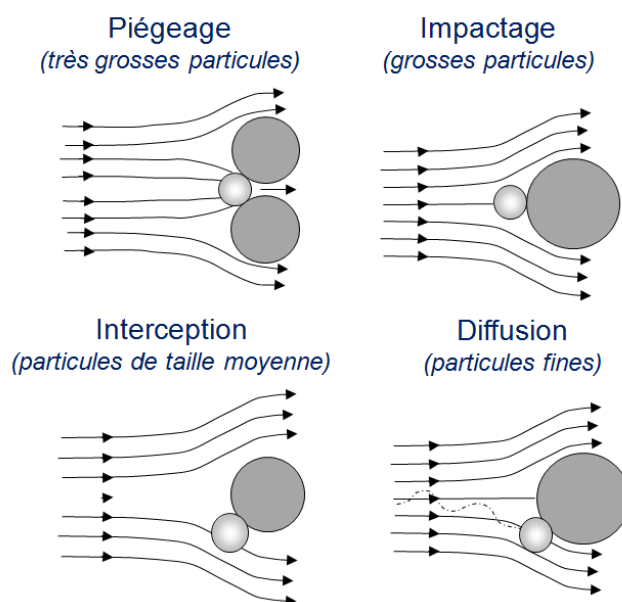 Piégeage
(très grosses particules)
Impactage
(grosses particules)
Interception
(particules de taille moyenne)
Diffusion
(particules fines)